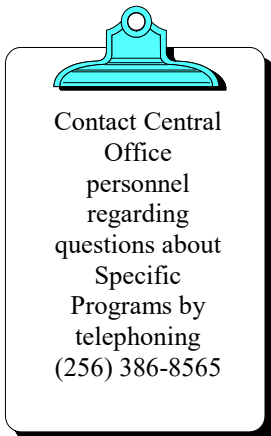 Contact Central
Office
personnel
regarding
questions about
Specific
Programs by
telephoning
(256) 386-8565